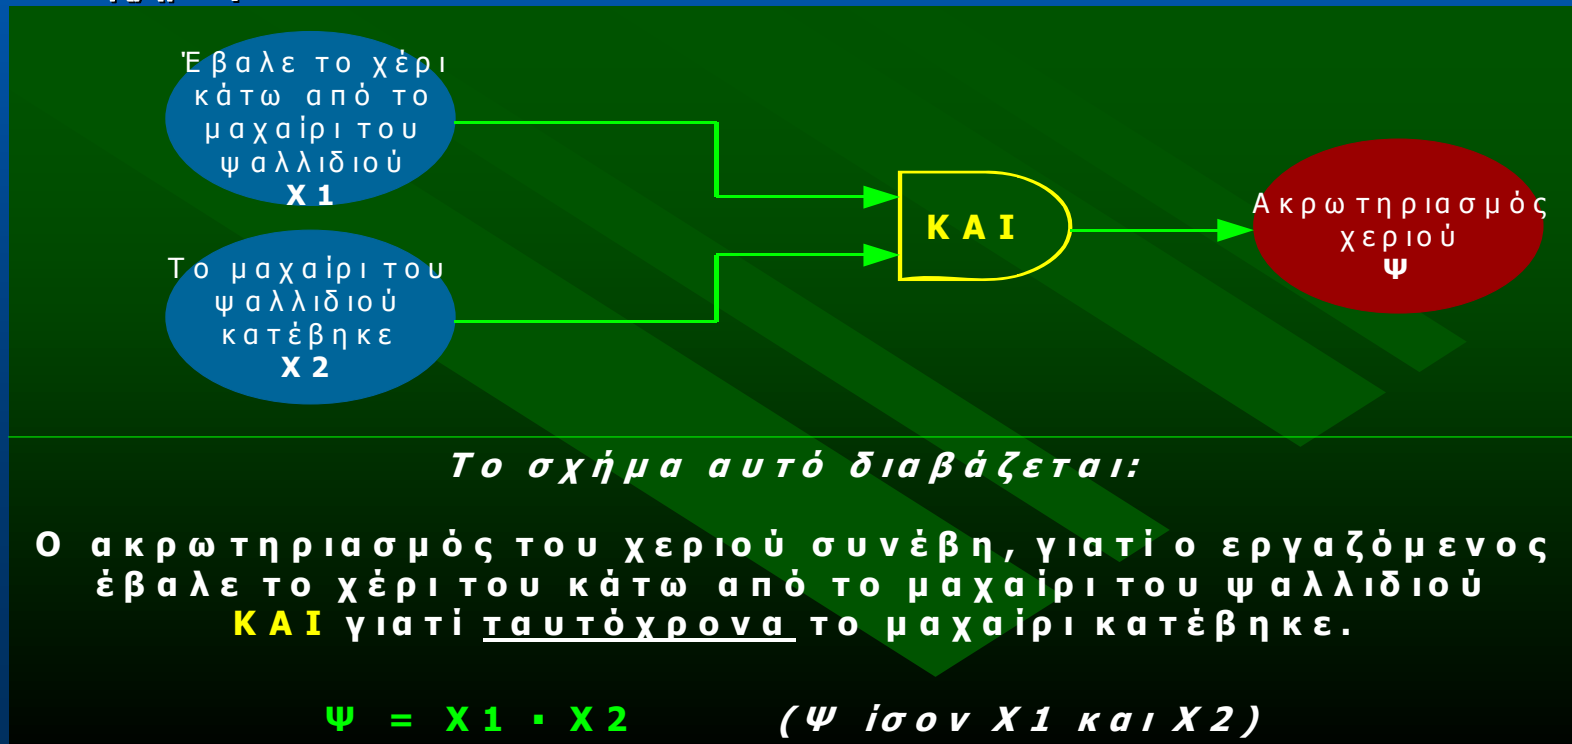 Έβαλε το χέρι
κάτω από το
μαχαίρι του
ψαλλιδιού
Χ1
Το μαχαίρι του
ψαλλιδιού
κατέβηκε
Χ2
ΚΑΙ
Ακρωτηριασμός
χεριού
Ψ
Το σχήμα αυτό διαβάζεται:
Ο ακρωτηριασμός του χεριού συνέβη, γιατί ο εργαζόμενος
έβαλε το χέρι του κάτω από το μαχαίρι του ψαλλιδιού
ΚΑΙ γιατί ταυτόχρονα το μαχαίρι κατέβηκε.
Ψ = Χ1 · Χ2 (Ψ ίσον Χ1 και Χ2)